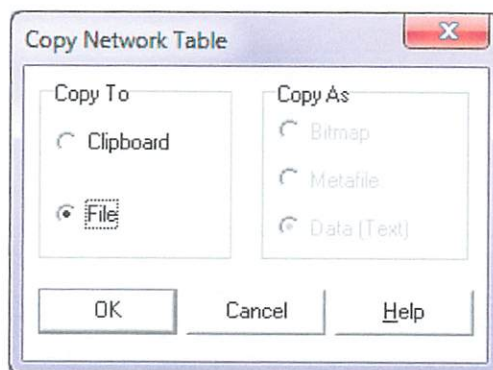 Copy Network Table
Copy To
Clipboard
File
Copy As
Bitmap
Metafile
Data (Text)
OK
Cancel
Help